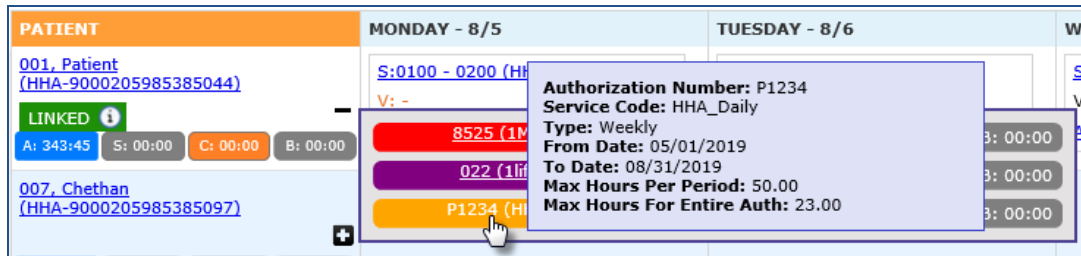 PATIENT
MONDAY - 8/5
TUESDAY - 8/6
W
001, Patient
(HHA-9000205985385044)
LINKED i
A: 343:45
S: 00:00
C: 00:00
B: 00:00
007, Chethan
(HHA-9000205985385097)
S:0100 - 0200 (HH
V: -
8525 (1M
022 (1lif
P1234 (HH
Authorization Number: P1234
Service Code: HHA_Daily
Type: Weekly
From Date: 05/01/2019
To Date: 08/31/2019
Max Hours Per Period: 50.00
Max Hours For Entire Auth: 23.00
B: 00:00
B: 00:00
B: 00:00
S
V